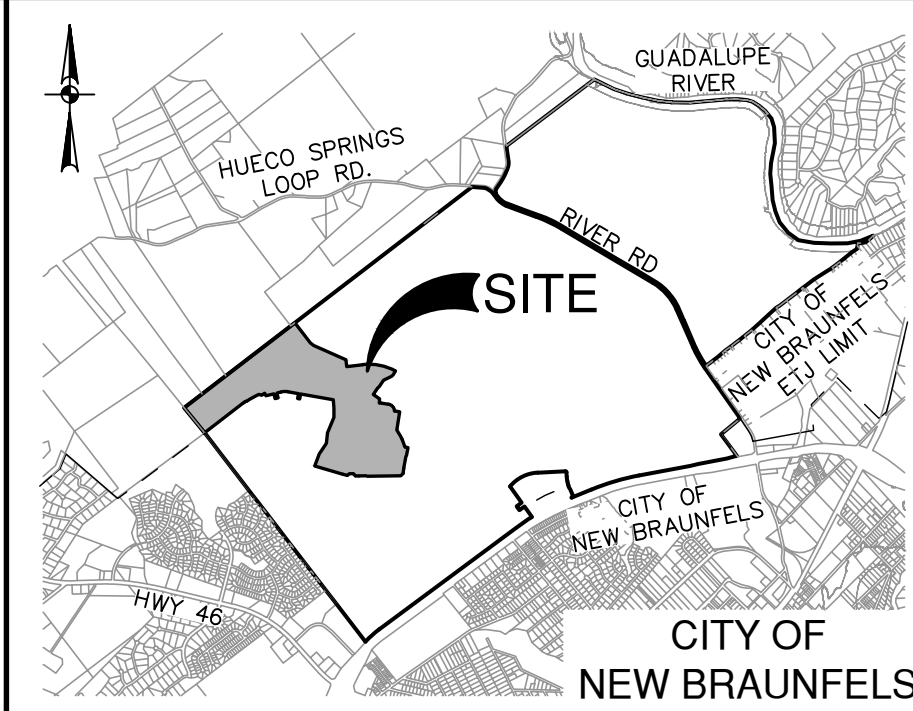 GUADALUPE
RIVER
HUECO SPRINGS
LOOP RD.
RIVER RD
SITE
CITY OF
NEW BRAUNFELS
ETJ LIMIT
CITY OF
NEW BRAUNFELS
HWY 46
CITY OF
NEW BRAUNFELS